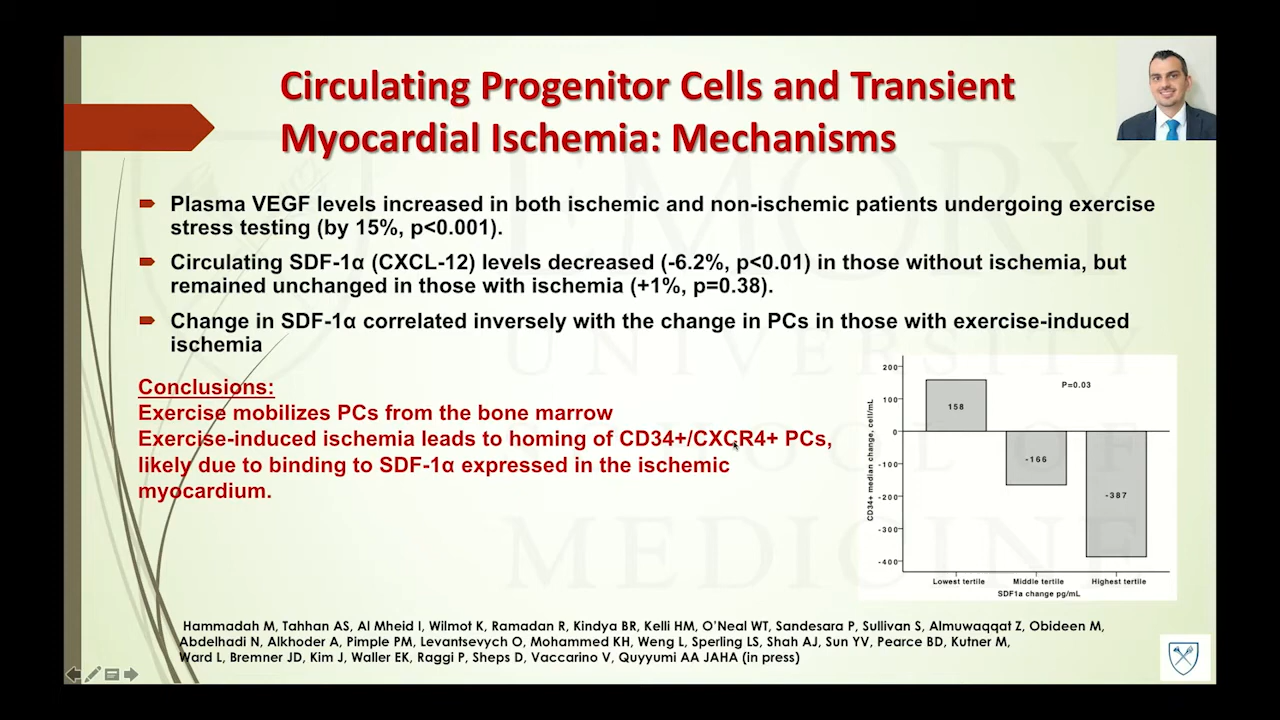 Circulating Progenitor Cells and Transient
Myocardial Ischemia: Mechanisms
Plasma VEGF levels increased in both ischemic and non-ischemic patients undergoing exercise
stress testing (by 15%, p<0.001).
Circulating SDF-1α (CXCL-12) levels decreased (-6.2%, p<0.01) in those without ischemia, but
remained unchanged in those with ischemia (+1%, p=0.38).
Change in SDF-1α correlated inversely with the change in PCs in those with exercise-induced
ischemia
Conclusions:
Exercise mobilizes PCs from the bone marrow
Exercise-induced ischemia leads to homing of CD34+/CXCR4+ PCs,
likely due to binding to SDF-1α expressed in the ischemic
myocardium.
CD34+ median change, cell/mL
200
100
0
-100
-200
-300
-400
P=0.03
158
-166
-387
Lowest tertile Middle tertile Highest tertile
SDF1a change pg/mL
Hammadah M, Tahhan AS, Al Mheid I, Wilmot K, Ramadan R, Kindya BR, Kelli HM, O’Neal WT, Sandesara P, Sullivan S, Almuwaqqat Z, Obideen M,
Abdelhadi N, Alkhoder A, Pimple PM, Levantsevych O, Mohammed KH, Weng L, Sperling LS, Shah AJ, Sun YV, Pearce BD, Kutner M,
Ward L, Bremner JD, Kim J, Waller EK, Raggi P, Sheps D, Vaccarino V, Quyyumi AA JAHA (in press)
EMORY
UNIVERSITY
SCHOOL OF
MEDICINE